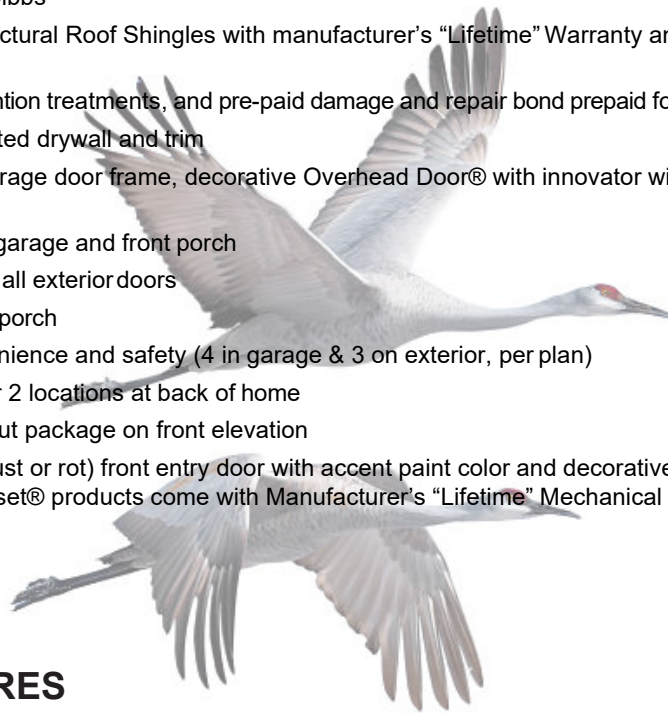 ctural Roof Shingles with manufacturer’s “Lifetime” Warranty an
ntion treatments, and pre-paid damage and repair bond prepaid fo
ted drywall and trim
rage door frame, decorative Overhead Door® with innovator wi
garage and front porch
all exterior doors
porch
nience and safety (4 in garage & 3 on exterior, per plan)
r 2 locations at back of home
ut package on front elevation
ust or rot) front entry door with accent paint color and decorative
set® products come with Manufacturer’s “Lifetime” Mechanical
RES